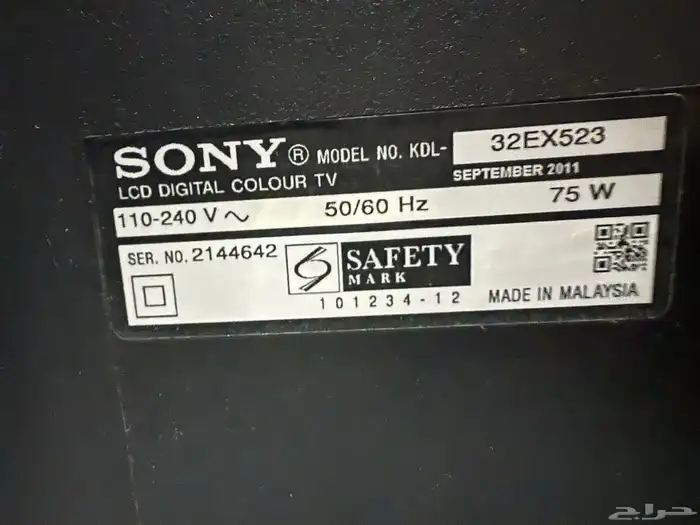 SONY® MODEL NO. KDL- 32EX523
LCD DIGITAL COLOUR TV SEPTEMBER 2011
110-240 V ~ 50/60 Hz 75 W
SER. NO. 2144642
SAFETY
MARK
101234-12
MADE IN MALAYSIA
حراج